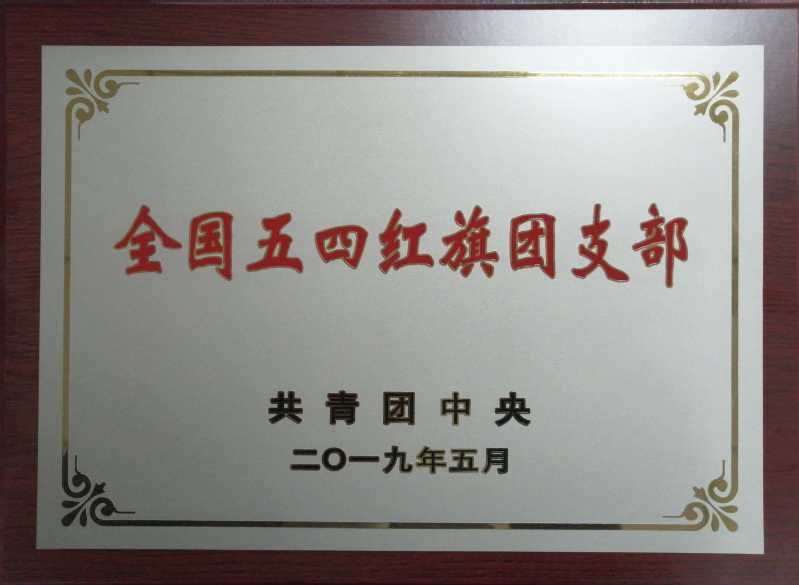 全国五四红旗团支部
共青团中央
二〇一九年五月